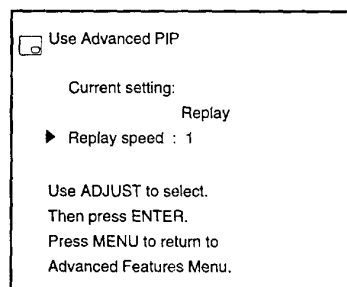 Use Advanced PIP
Current setting:
Replay
▶ Replay speed : 1
Use ADJUST to select.
Then press ENTER.
Press MENU to return to
Advanced Features Menu.